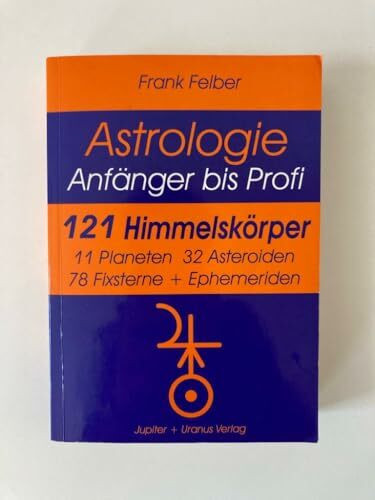 Frank Felber
Astrologie
Anfänger bis Profi
121 Himmelskörper
11 Planeten 32 Asteroiden
78 Fixsterne + Ephemeriden
Jupiter + Uranus Verlag